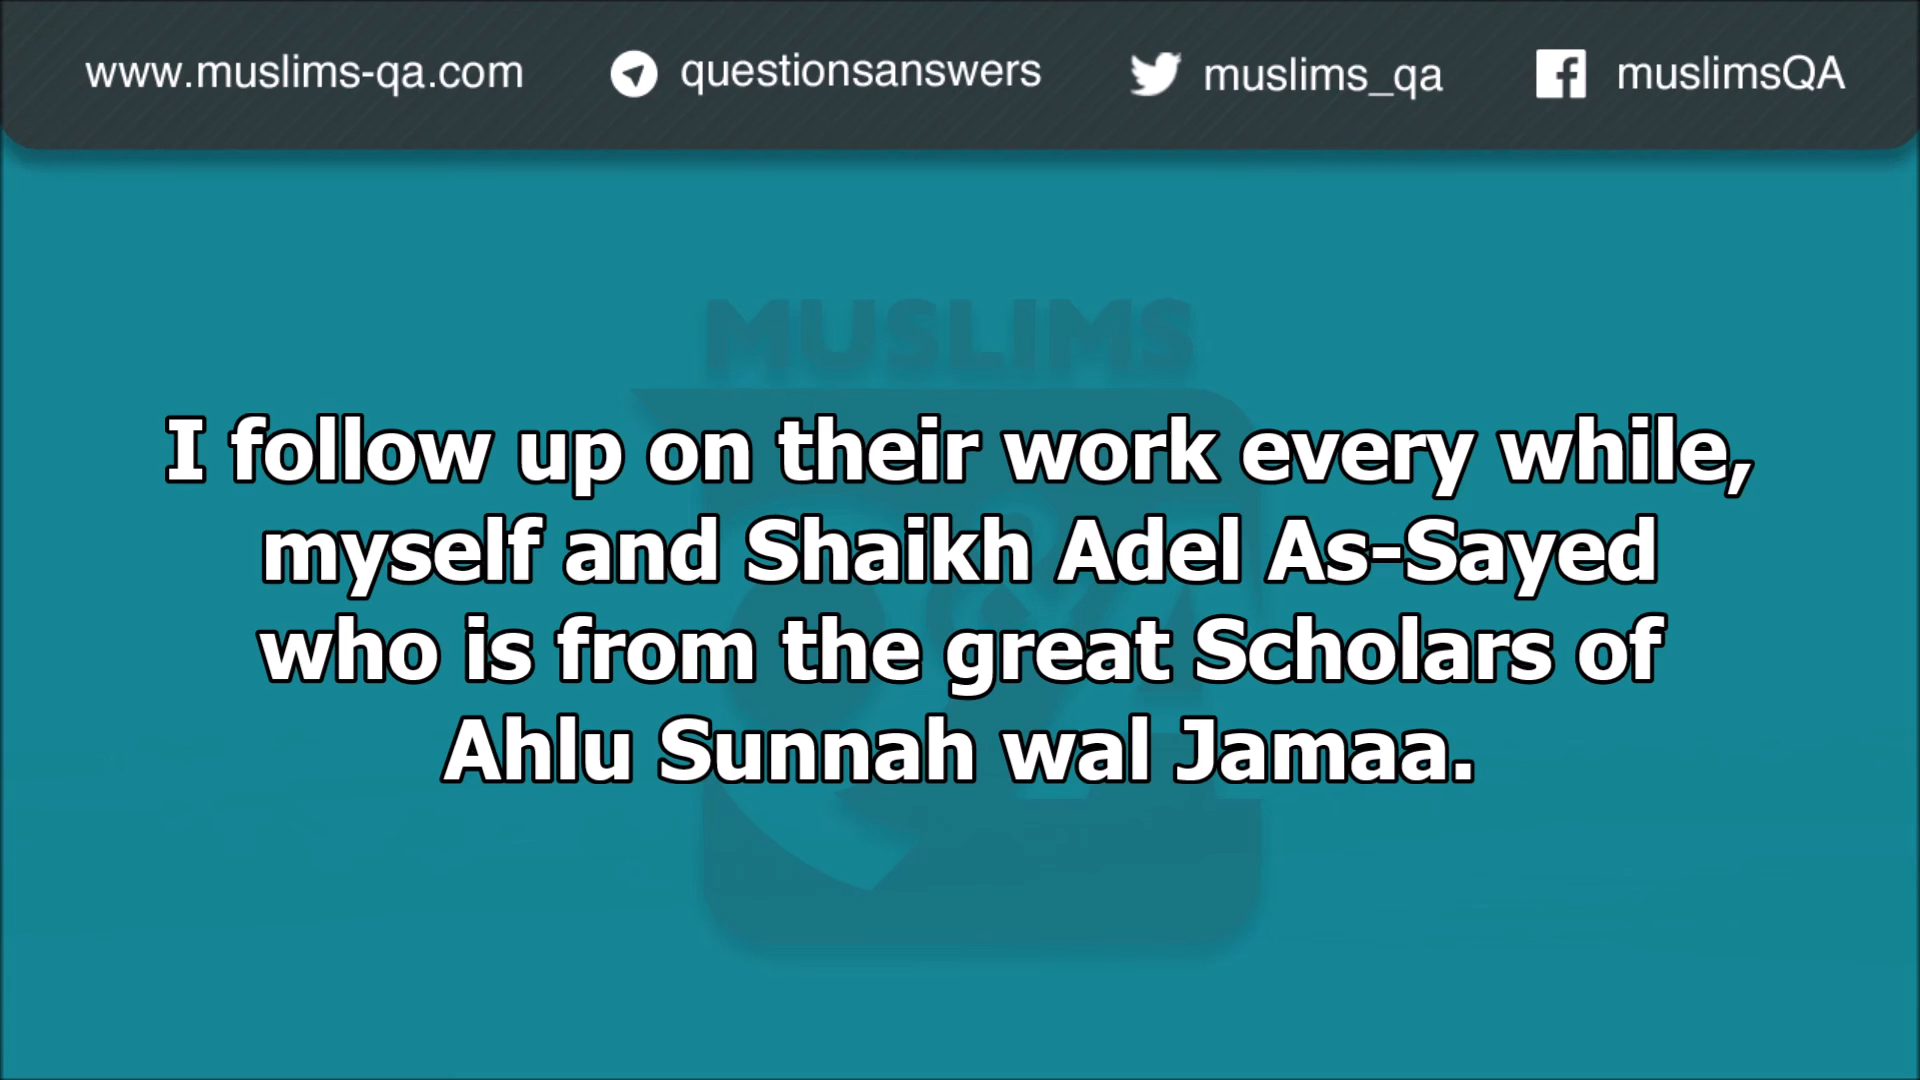 www.muslims-qa.com questionsanswers muslims_qa muslimsQA
MUSLIMS
I follow up on their work every while,
myself and Shaikh Adel As-Sayed
who is from the great Scholars of
Ahlu Sunnah wal Jamaa.